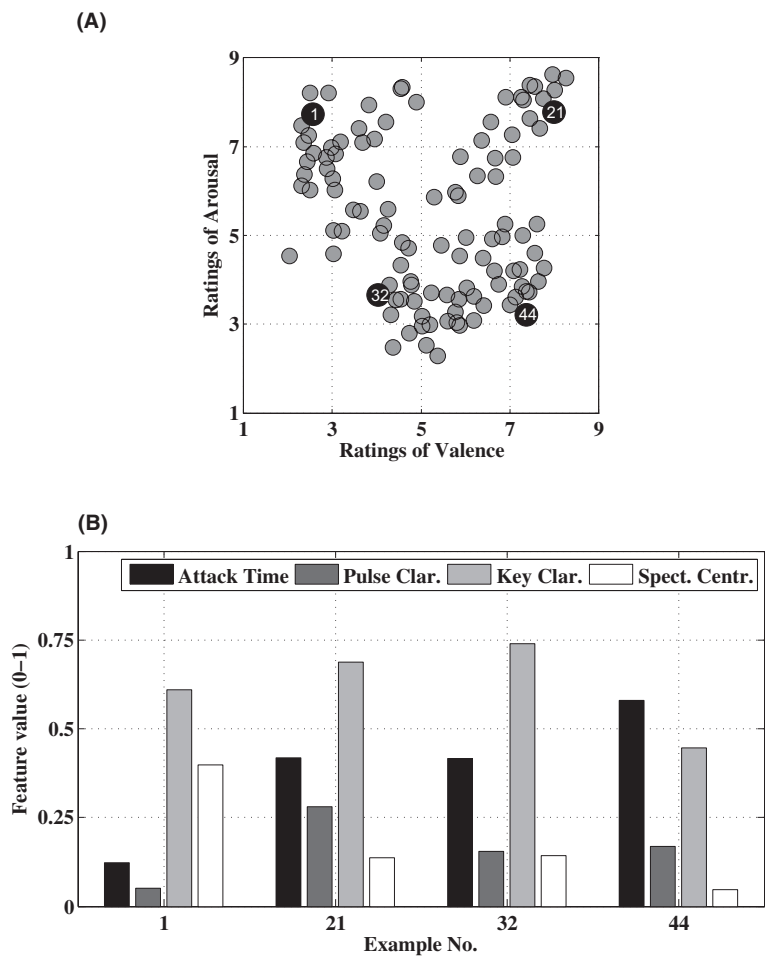 (A)
9
7
5
3
1
Ratings of Arousal
1
21
32
44
1 3 5 7 9
Ratings of Valence
(B)
1
0.75
0.5
0.25
0
Feature value (0–1)
Attack Time Pulse Clar. Key Clar. Spect. Centr.
1 21 32 44
Example No.